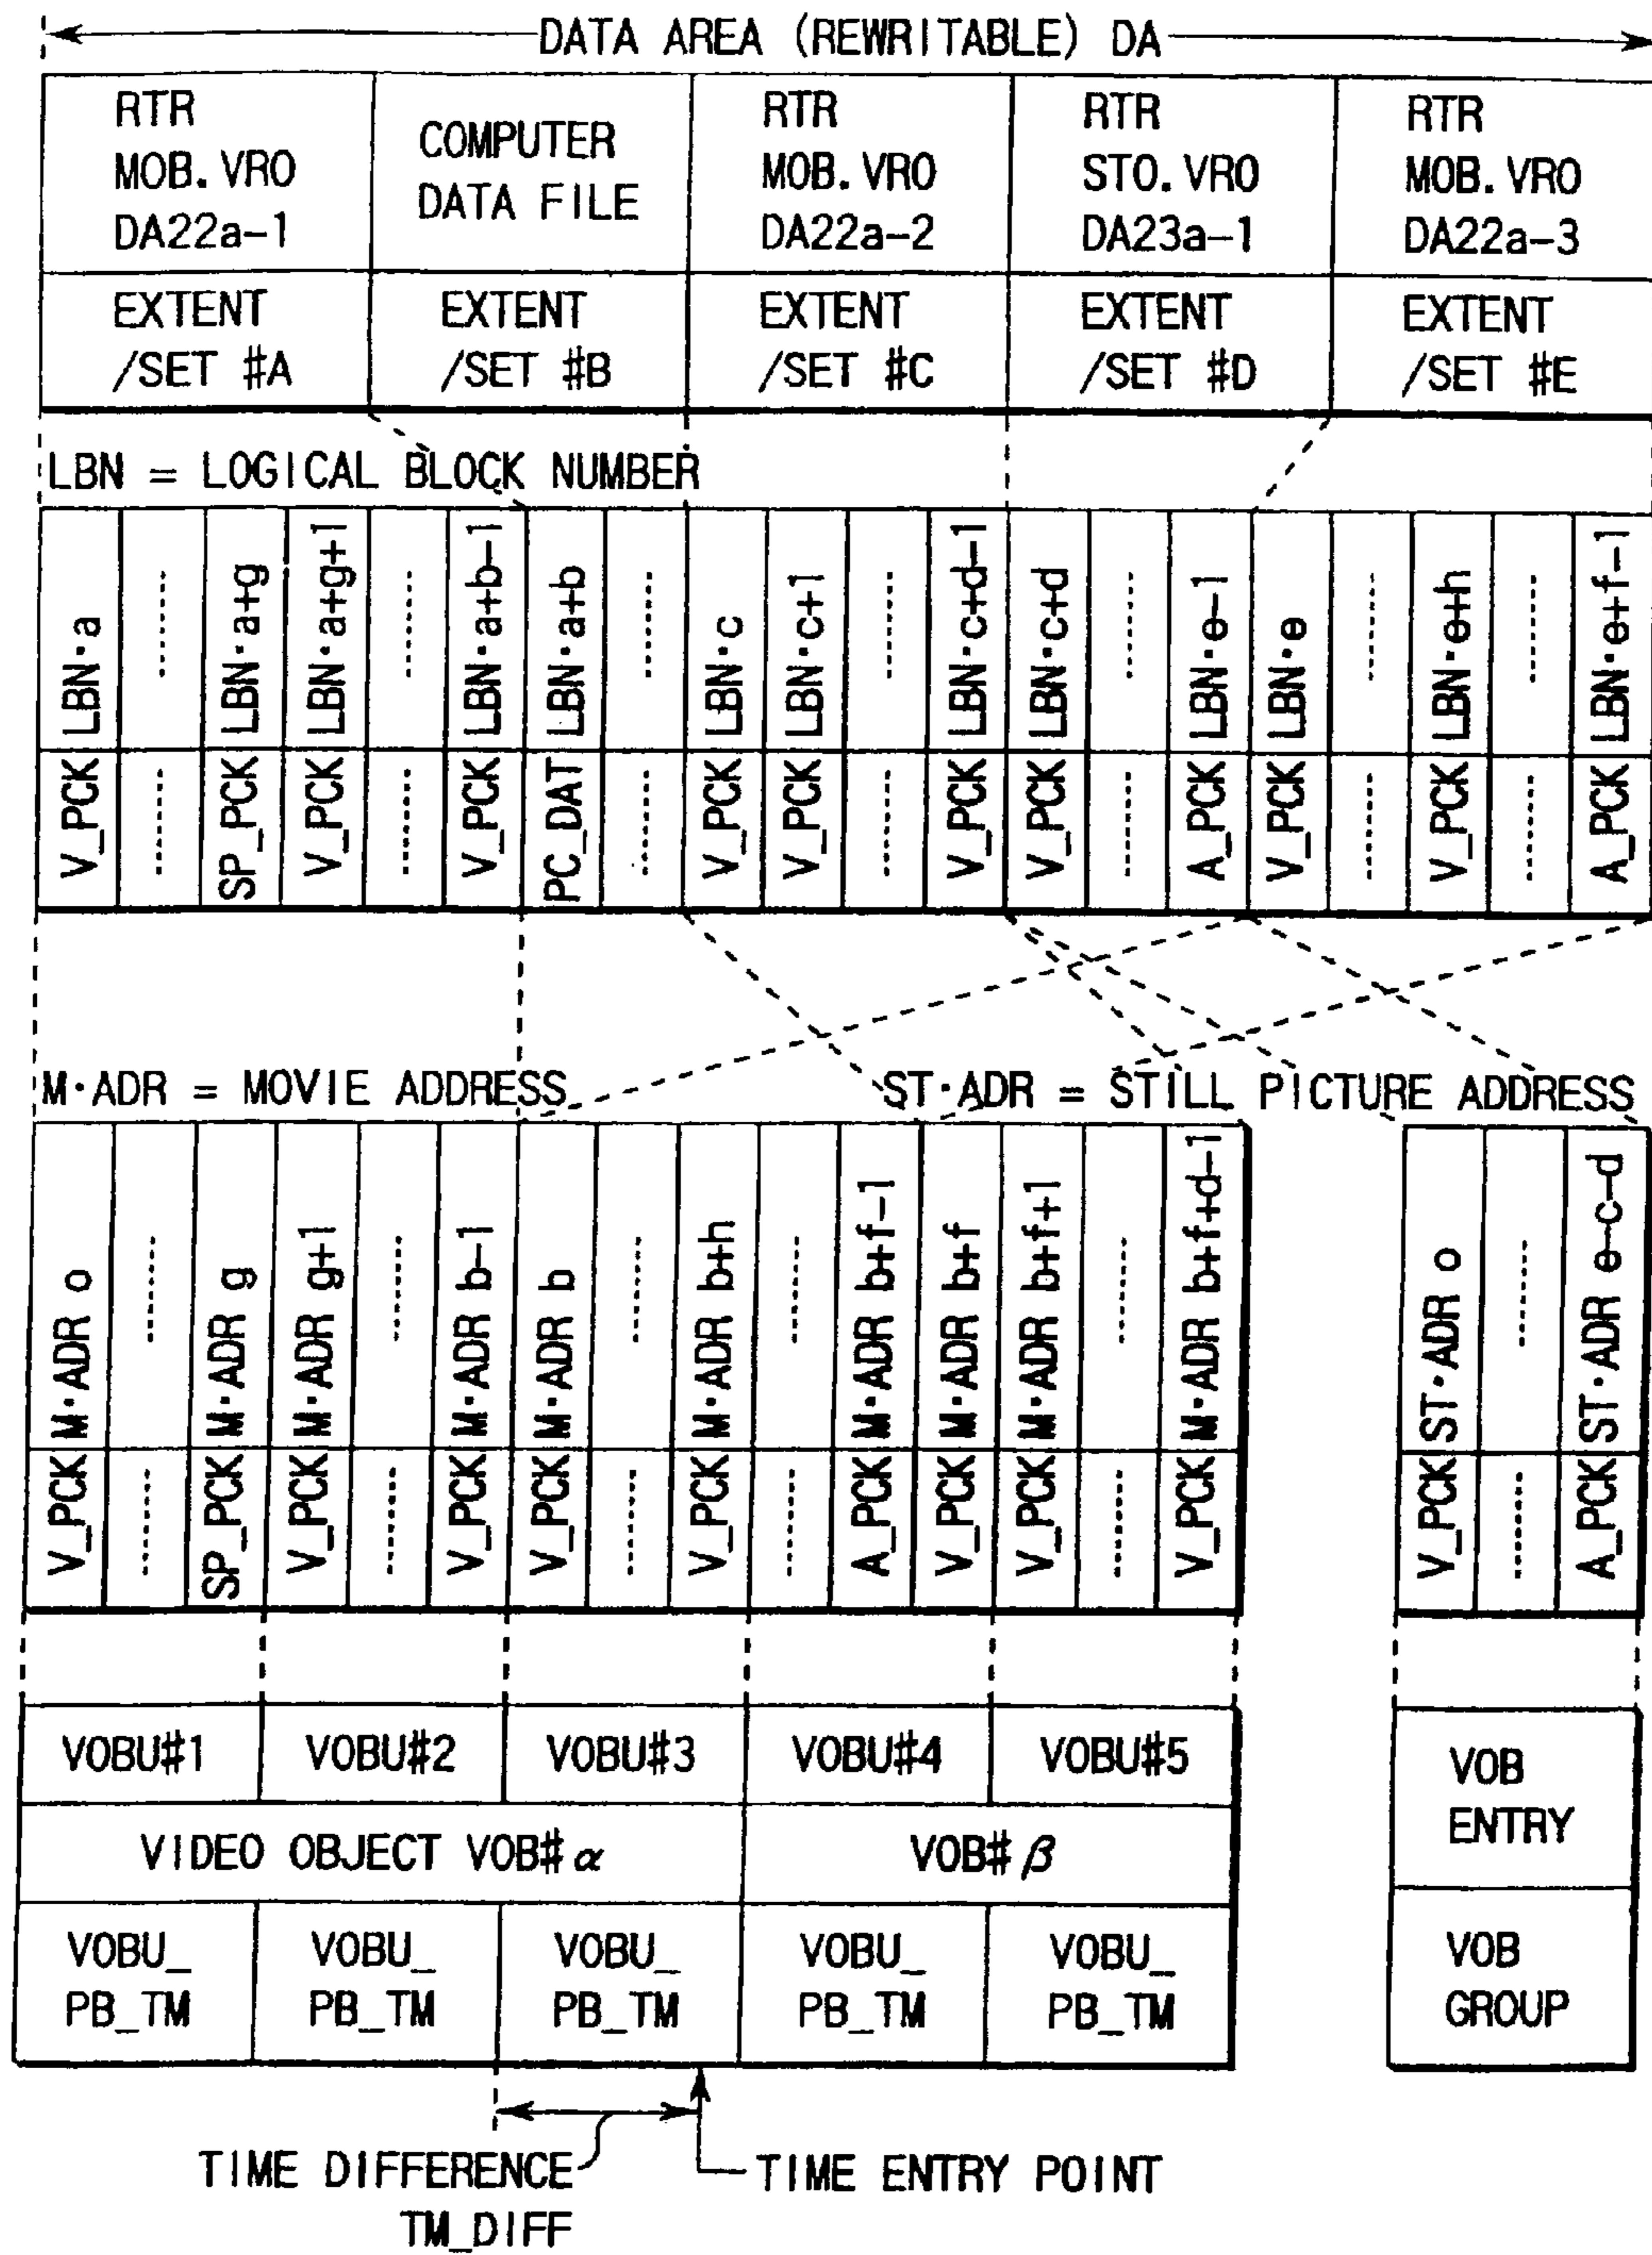 DATA AREA (REWRITABLE) DA
RTR
MOB.VRO
DA22a-1
COMPUTER
DATA FILE
RTR
MOB.VRO
DA22a-2
RTR
STO.VRO
DA23a-1
RTR
MOB.VRO
DA22a-3
EXTENT
/SET #A
EXTENT
/SET #B
EXTENT
/SET #C
EXTENT
/SET #D
EXTENT
/SET #E
LBN = LOGICAL BLOCK NUMBER
V_PCK LBN·a
SP_PCK LBN·a+g
V_PCK LBN·a+g+1
V_PCK LBN·a+b-1
PC_DAT LBN·a+b
V_PCK LBN·c
V_PCK LBN·c+1
V_PCK LBN·c+d-1
V_PCK LBN·c+d
A_PCK LBN·e-1
V_PCK LBN·e
V_PCK LBN·e+h
A_PCK LBN·e+f-1
M·ADR = MOVIE ADDRESS
ST·ADR = STILL PICTURE ADDRESS
V_PCK M·ADR o
SP_PCK M·ADR g
V_PCK M·ADR g+1
V_PCK M·ADR b-1
V_PCK M·ADR b
V_PCK M·ADR b+h
A_PCK M·ADR b+f-1
V_PCK M·ADR b+f
V_PCK M·ADR b+f+1
V_PCK M·ADR b+f+d-1
V_PCK ST·ADR o
A_PCK ST·ADR e-c-d
VOBU#1
VOBU#2
VOBU#3
VOBU#4
VOBU#5
VOB
ENTRY
VIDEO OBJECT VOB#α
VOB#β
VOBU_
PB_TM
VOBU_
PB_TM
VOBU_
PB_TM
VOBU_
PB_TM
VOBU_
PB_TM
VOB
GROUP
TIME DIFFERENCE
TM_DIFF
TIME ENTRY POINT